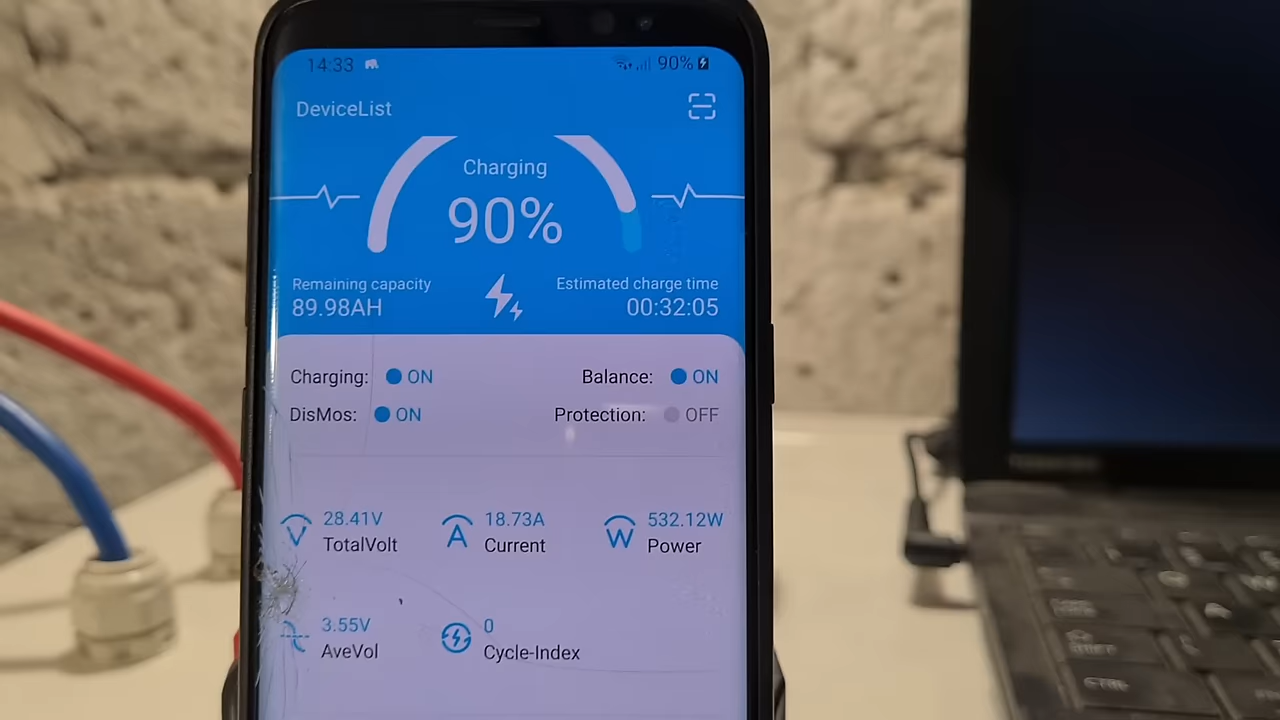 14:33 90%
DeviceList
Charging
90%
Remaining capacity
89.98AH
Estimated charge time
00:32:05
Charging: ON
Balance: ON
DisMos: ON
Protection: OFF
28.41V
TotalVolt
18.73A
Current
532.12W
Power
3.55V
AveVol
0
Cycle-Index
CTRL